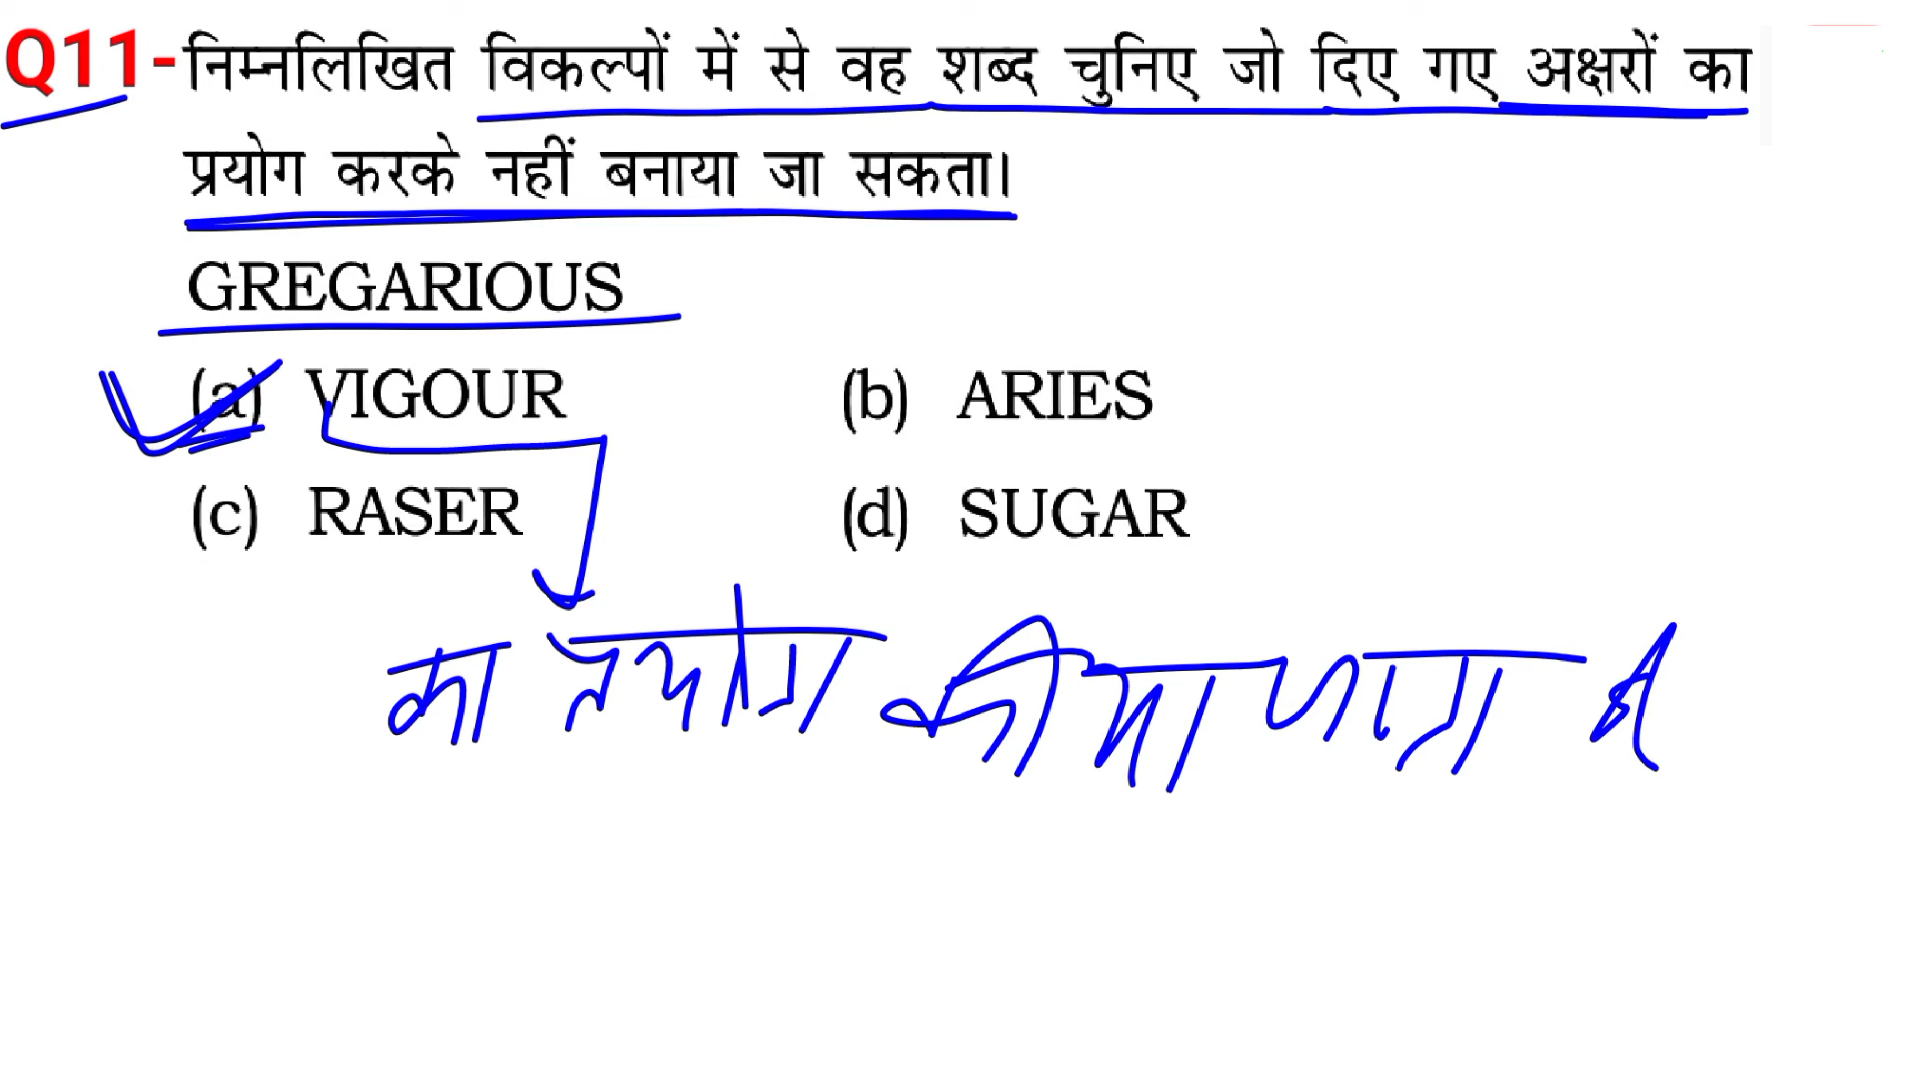 Q11-निम्नलिखित विकल्पों में से वह शब्द चुनिए जो दिए गए अक्षरों का
प्रयोग करके नहीं बनाया जा सकता।
GREGARIOUS
(a) VIGOUR (b) ARIES
(c) RASER (d) SUGAR
का प्रयोग